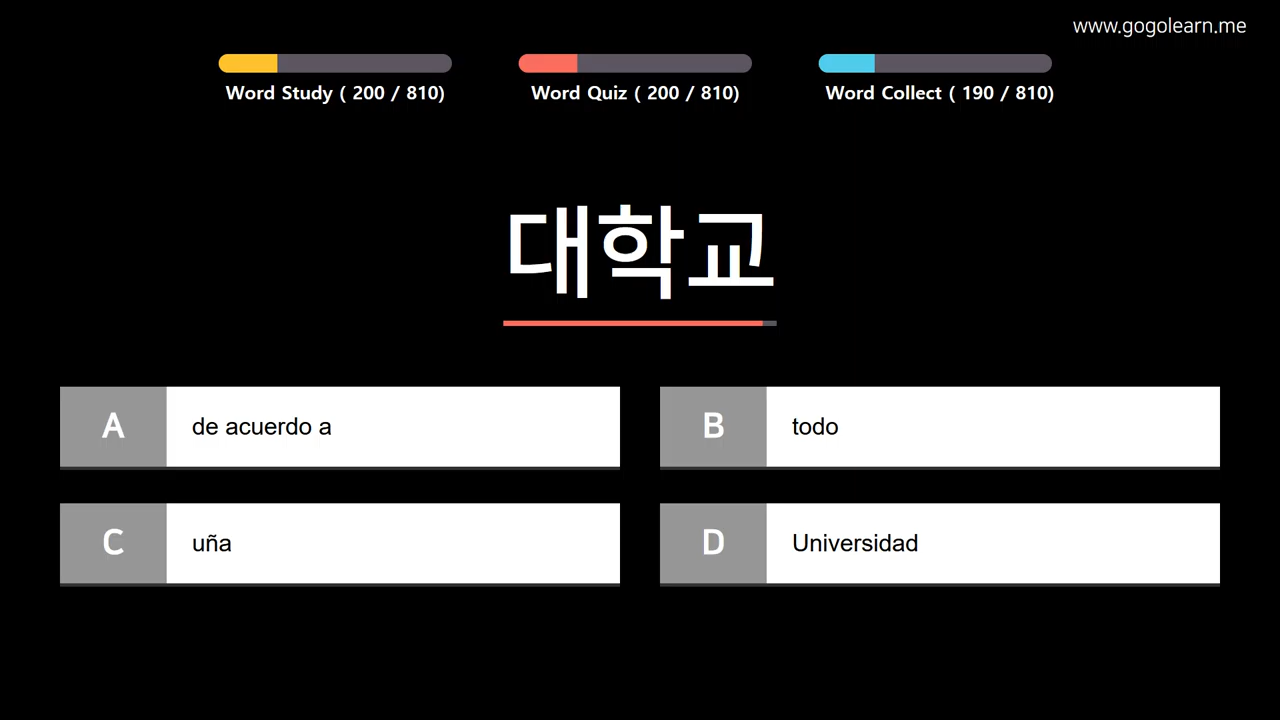 www.gogolearn.me
Word Study ( 200 / 810)
Word Quiz ( 200 / 810)
Word Collect ( 190 / 810)
대학교
A de acuerdo a
B todo
C uña
D Universidad